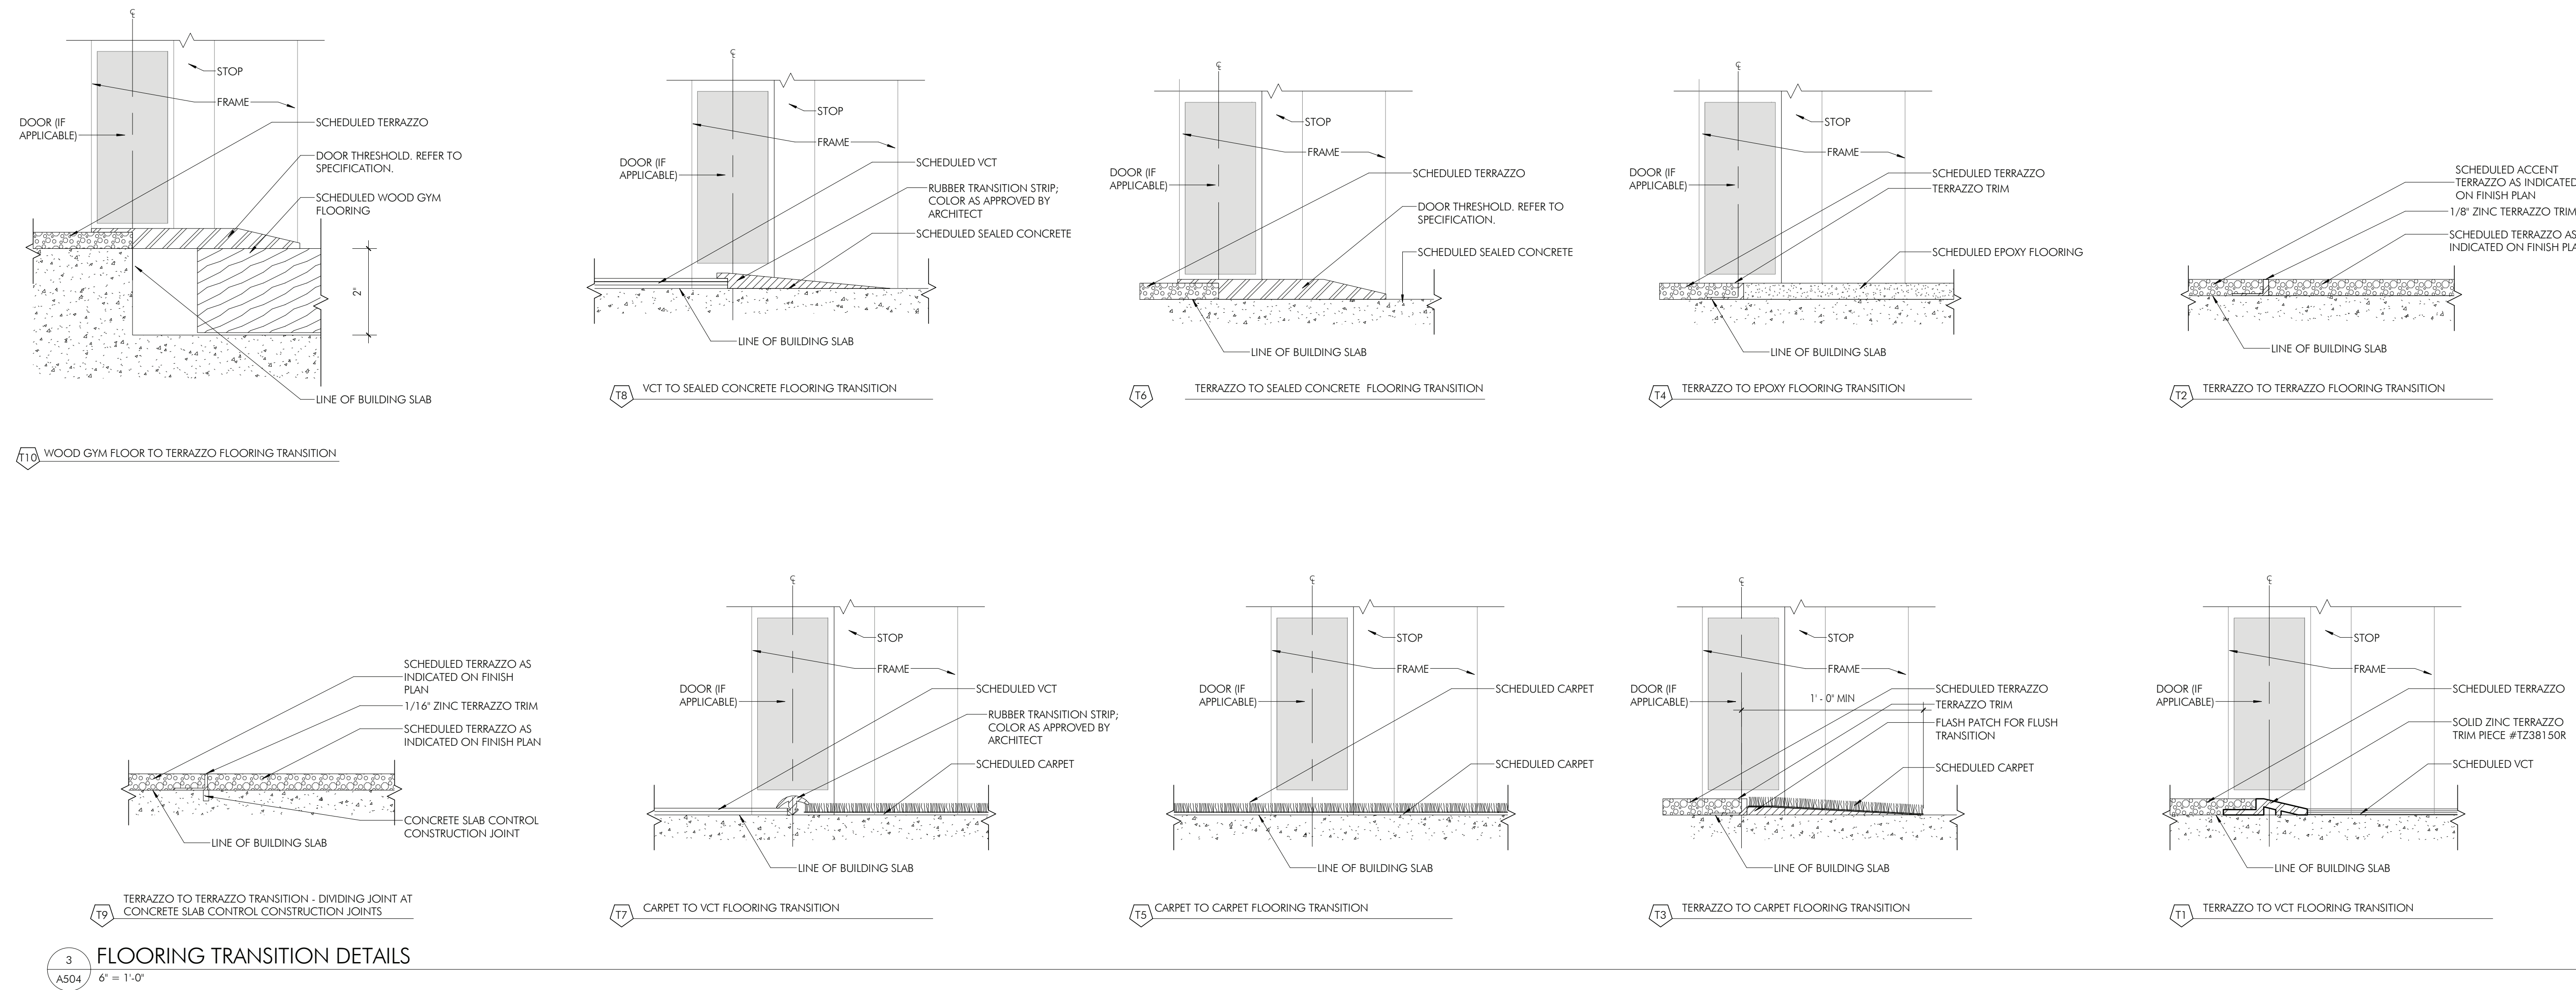 ℄
STOP
FRAME
DOOR (IF
APPLICABLE)
SCHEDULED TERRAZZO
DOOR THRESHOLD. REFER TO
SPECIFICATION.
SCHEDULED WOOD GYM
FLOORING
2"
LINE OF BUILDING SLAB
T10
WOOD GYM FLOOR TO TERRAZZO FLOORING TRANSITION
℄
STOP
FRAME
DOOR (IF
APPLICABLE)
SCHEDULED VCT
RUBBER TRANSITION STRIP;
COLOR AS APPROVED BY
ARCHITECT
SCHEDULED SEALED CONCRETE
LINE OF BUILDING SLAB
T8
VCT TO SEALED CONCRETE FLOORING TRANSITION
℄
STOP
FRAME
DOOR (IF
APPLICABLE)
SCHEDULED TERRAZZO
DOOR THRESHOLD. REFER TO
SPECIFICATION.
SCHEDULED SEALED CONCRETE
LINE OF BUILDING SLAB
T6
TERRAZZO TO SEALED CONCRETE FLOORING TRANSITION
℄
STOP
FRAME
DOOR (IF
APPLICABLE)
SCHEDULED TERRAZZO
TERRAZZO TRIM
SCHEDULED EPOXY FLOORING
LINE OF BUILDING SLAB
T4
TERRAZZO TO EPOXY FLOORING TRANSITION
SCHEDULED ACCENT
TERRAZZO AS INDICATED
ON FINISH PLAN
1/8" ZINC TERRAZZO TRIM
SCHEDULED TERRAZZO AS
INDICATED ON FINISH
LINE OF BUILDING SLAB
T2
TERRAZZO TO TERRAZZO FLOORING TRANSITION
SCHEDULED TERRAZZO AS
INDICATED ON FINISH
PLAN
1/16" ZINC TERRAZZO TRIM
SCHEDULED TERRAZZO AS
INDICATED ON FINISH PLAN
CONCRETE SLAB CONTROL
CONSTRUCTION JOINT
LINE OF BUILDING SLAB
T9
TERRAZZO TO TERRAZZO TRANSITION - DIVIDING JOINT AT
CONCRETE SLAB CONTROL CONSTRUCTION JOINTS
℄
STOP
FRAME
DOOR (IF
APPLICABLE)
SCHEDULED VCT
RUBBER TRANSITION STRIP;
COLOR AS APPROVED BY
ARCHITECT
SCHEDULED CARPET
LINE OF BUILDING SLAB
T7
CARPET TO VCT FLOORING TRANSITION
℄
STOP
FRAME
DOOR (IF
APPLICABLE)
SCHEDULED CARPET
SCHEDULED CARPET
LINE OF BUILDING SLAB
T5
CARPET TO CARPET FLOORING TRANSITION
℄
STOP
FRAME
DOOR (IF
APPLICABLE)
1' - 0" MIN
SCHEDULED TERRAZZO
TERRAZZO TRIM
FLASH PATCH FOR FLUSH
TRANSITION
SCHEDULED CARPET
LINE OF BUILDING SLAB
T3
TERRAZZO TO CARPET FLOORING TRANSITION
℄
STOP
FRAME
DOOR (IF
APPLICABLE)
SCHEDULED TERRAZZO
SOLID ZINC TERRAZZO
TRIM PIECE #TZ38150R
SCHEDULED VCT
LINE OF BUILDING SLAB
T1
TERRAZZO TO VCT FLOORING TRANSITION
3
A504
FLOORING TRANSITION DETAILS
6" = 1'-0"